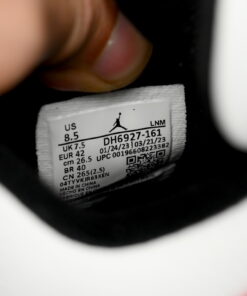 US
8.5
LNM
UK 7.5
DH6927-161
EUR 42
01/24/23 03/21/23
cm 26.5
UPC 00196608223382
BR 40
CN 265(2.5)
MADE IN CHINA